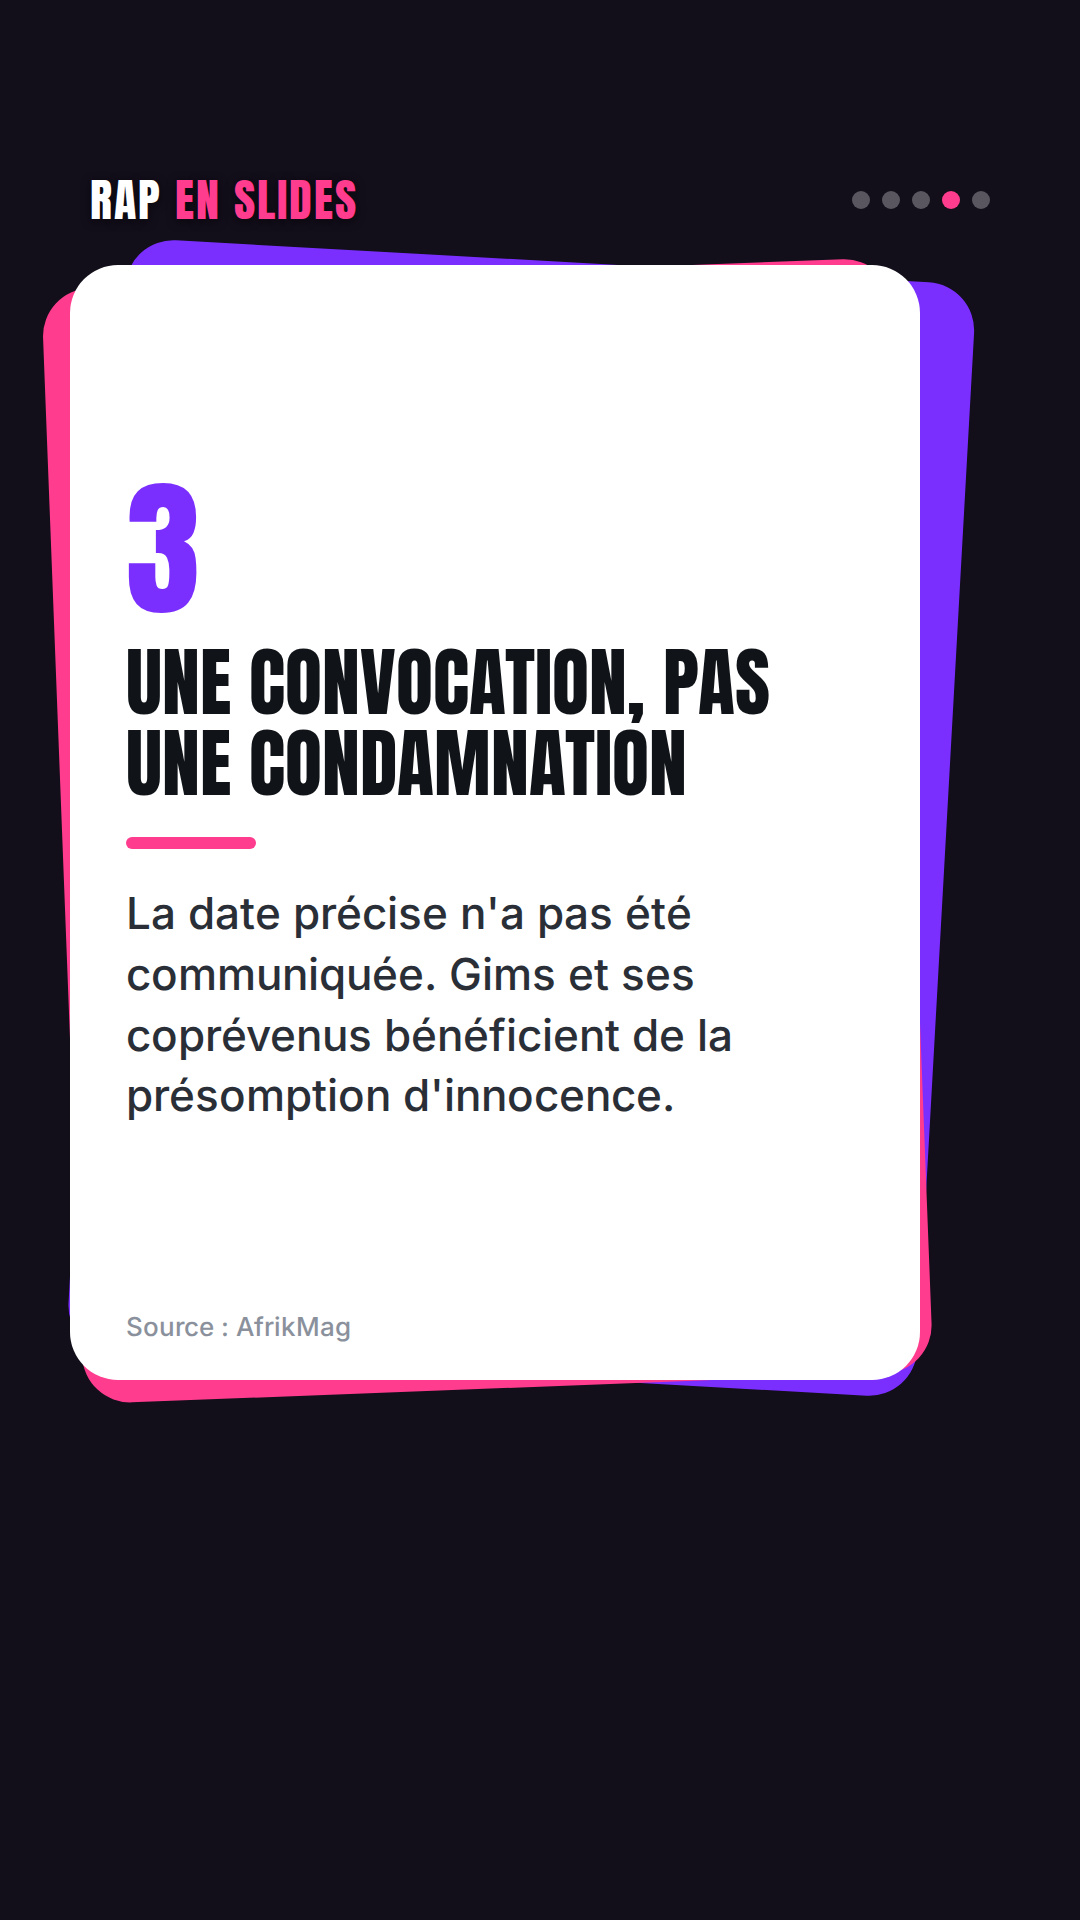 RAP EN SLIDES
3
UNE CONVOCATION, PAS
UNE CONDAMNATION
La date précise n'a pas été
communiquée. Gims et ses
coprévenus bénéficient de la
présomption d'innocence.
Source : AfrikMag